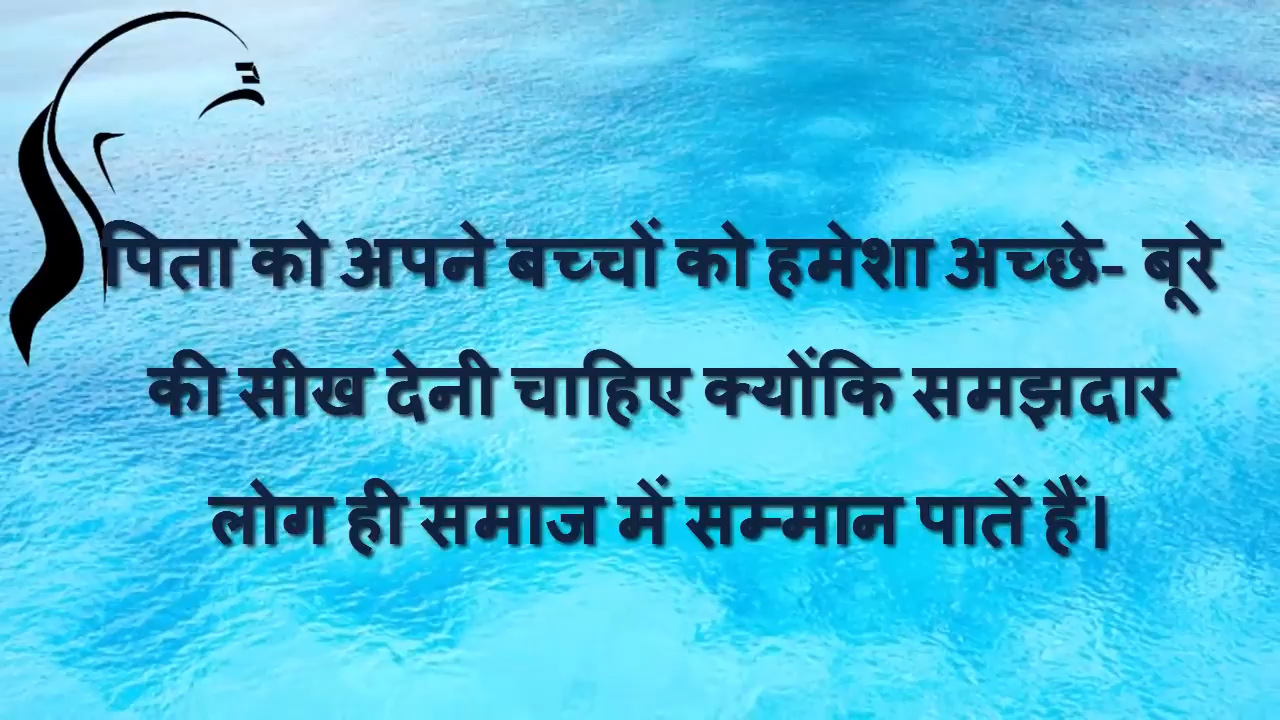 पिता को अपने बच्चों को हमेशा अच्छे- बूरे
की सीख देनी चाहिए क्योंकि समझदार
लोग ही समाज में सम्मान पातें हैं।